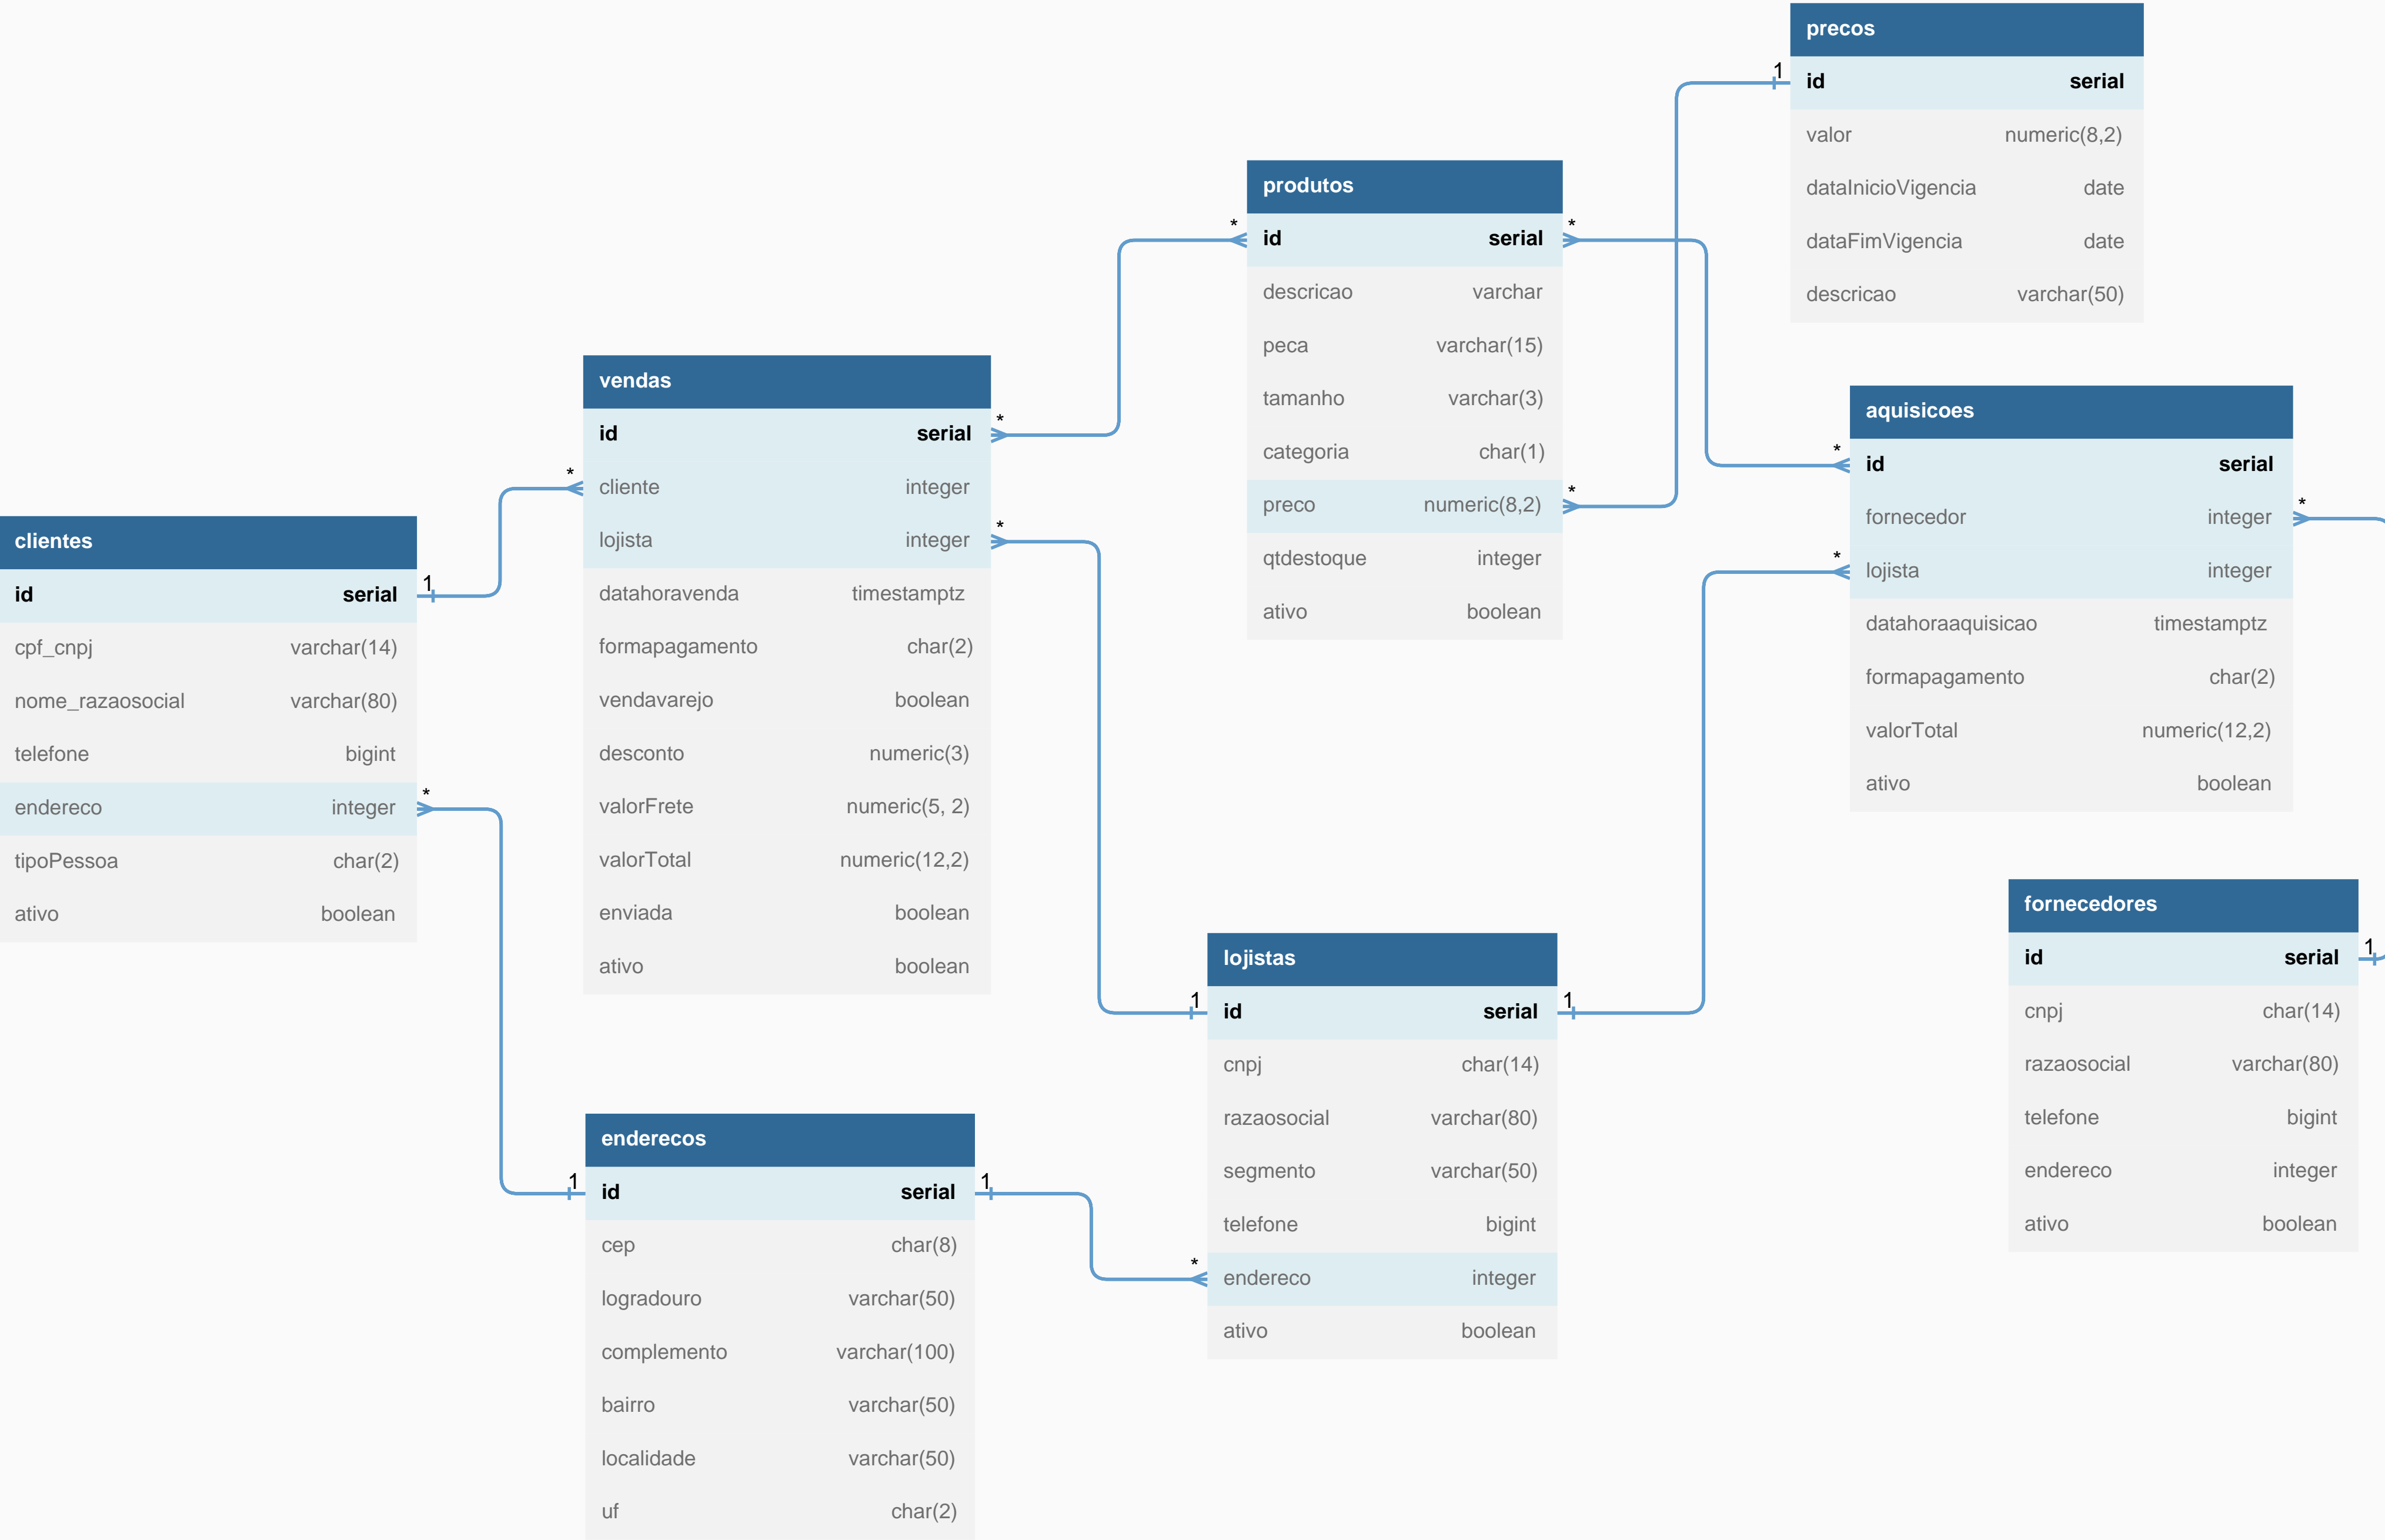 precos
id serial
valor numeric(8,2)
dataInicioVigencia date
dataFimVigencia date
descricao varchar(50)
1
produtos
id serial
descricao varchar
peca varchar(15)
tamanho varchar(3)
categoria char(1)
preco numeric(8,2)
qtdestoque integer
ativo boolean
*
*
*
vendas
id serial
cliente integer
lojista integer
datahoravenda timestamptz
formapagamento char(2)
vendavarejo boolean
desconto numeric(3)
valorFrete numeric(5, 2)
valorTotal numeric(12,2)
enviada boolean
ativo boolean
*
*
*
aquisicoes
id serial
fornecedor integer
lojista integer
datahoraaquisicao timestamptz
formapagamento char(2)
valorTotal numeric(12,2)
ativo boolean
*
*
*
clientes
id serial
cpf_cnpj varchar(14)
nome_razaosocial varchar(80)
telefone bigint
endereco integer
tipoPessoa char(2)
ativo boolean
1
*
fornecedores
id serial
cnpj char(14)
razaosocial varchar(80)
telefone bigint
endereco integer
ativo boolean
1
lojistas
id serial
cnpj char(14)
razaosocial varchar(80)
segmento varchar(50)
telefone bigint
endereco integer
ativo boolean
1
1
*
enderecos
id serial
cep char(8)
logradouro varchar(50)
complemento varchar(100)
bairro varchar(50)
localidade varchar(50)
uf char(2)
1
1